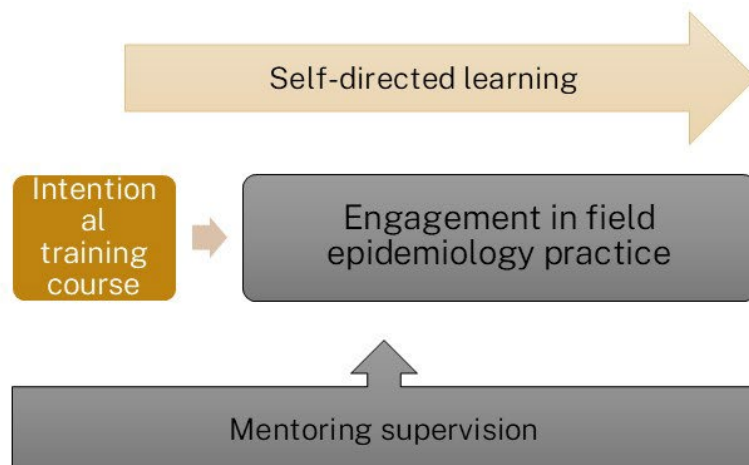 Self-directed learning
Intention
al
training
course
Engagement in field
epidemiology practice
Mentoring supervision